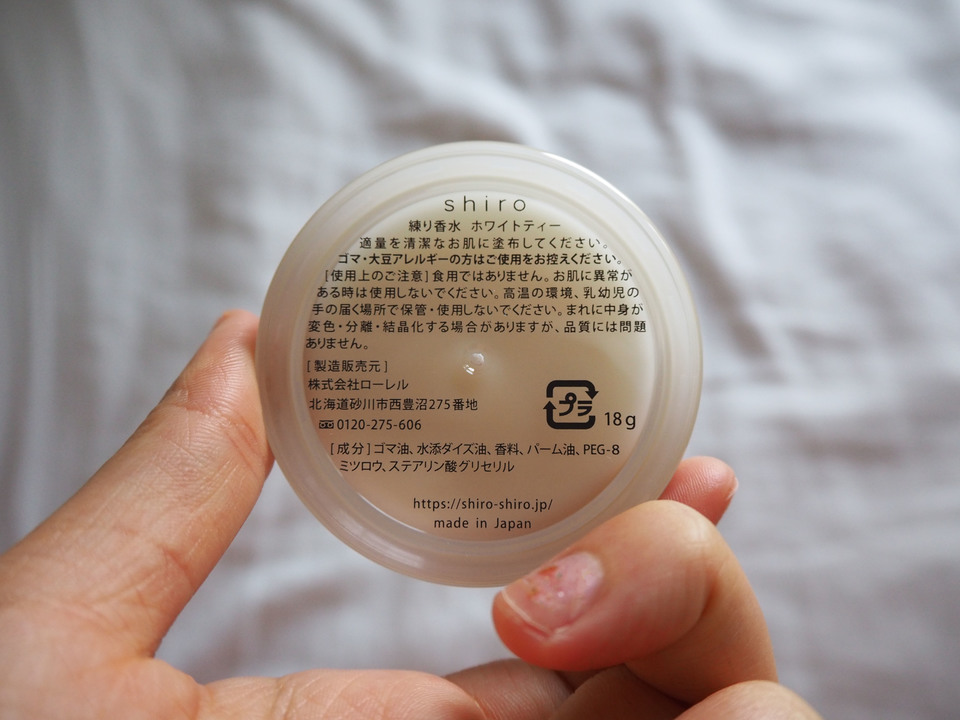 shiro
練り香水 ホワイトティー
適量を清潔なお肌に塗布してください。
ゴマ・大豆アレルギーの方はご使用をお控えください。
[使用上のご注意]食用ではありません。お肌に異常が
ある時は使用しないでください。高温の環境、乳幼児の
手の届く場所で保管・使用しないでください。まれに中身が
変色・分離・結晶化する場合がありますが、品質には問題
ありません。
[製造販売元]
株式会社ローレル
北海道砂川市西豊沼275番地
0120-275-606
プラ
18g
[成分]ゴマ油、水添ダイズ油、香料、パーム油、PEG-8
ミツロウ、ステアリン酸グリセリル
https://shiro-shiro.jp/
made in Japan